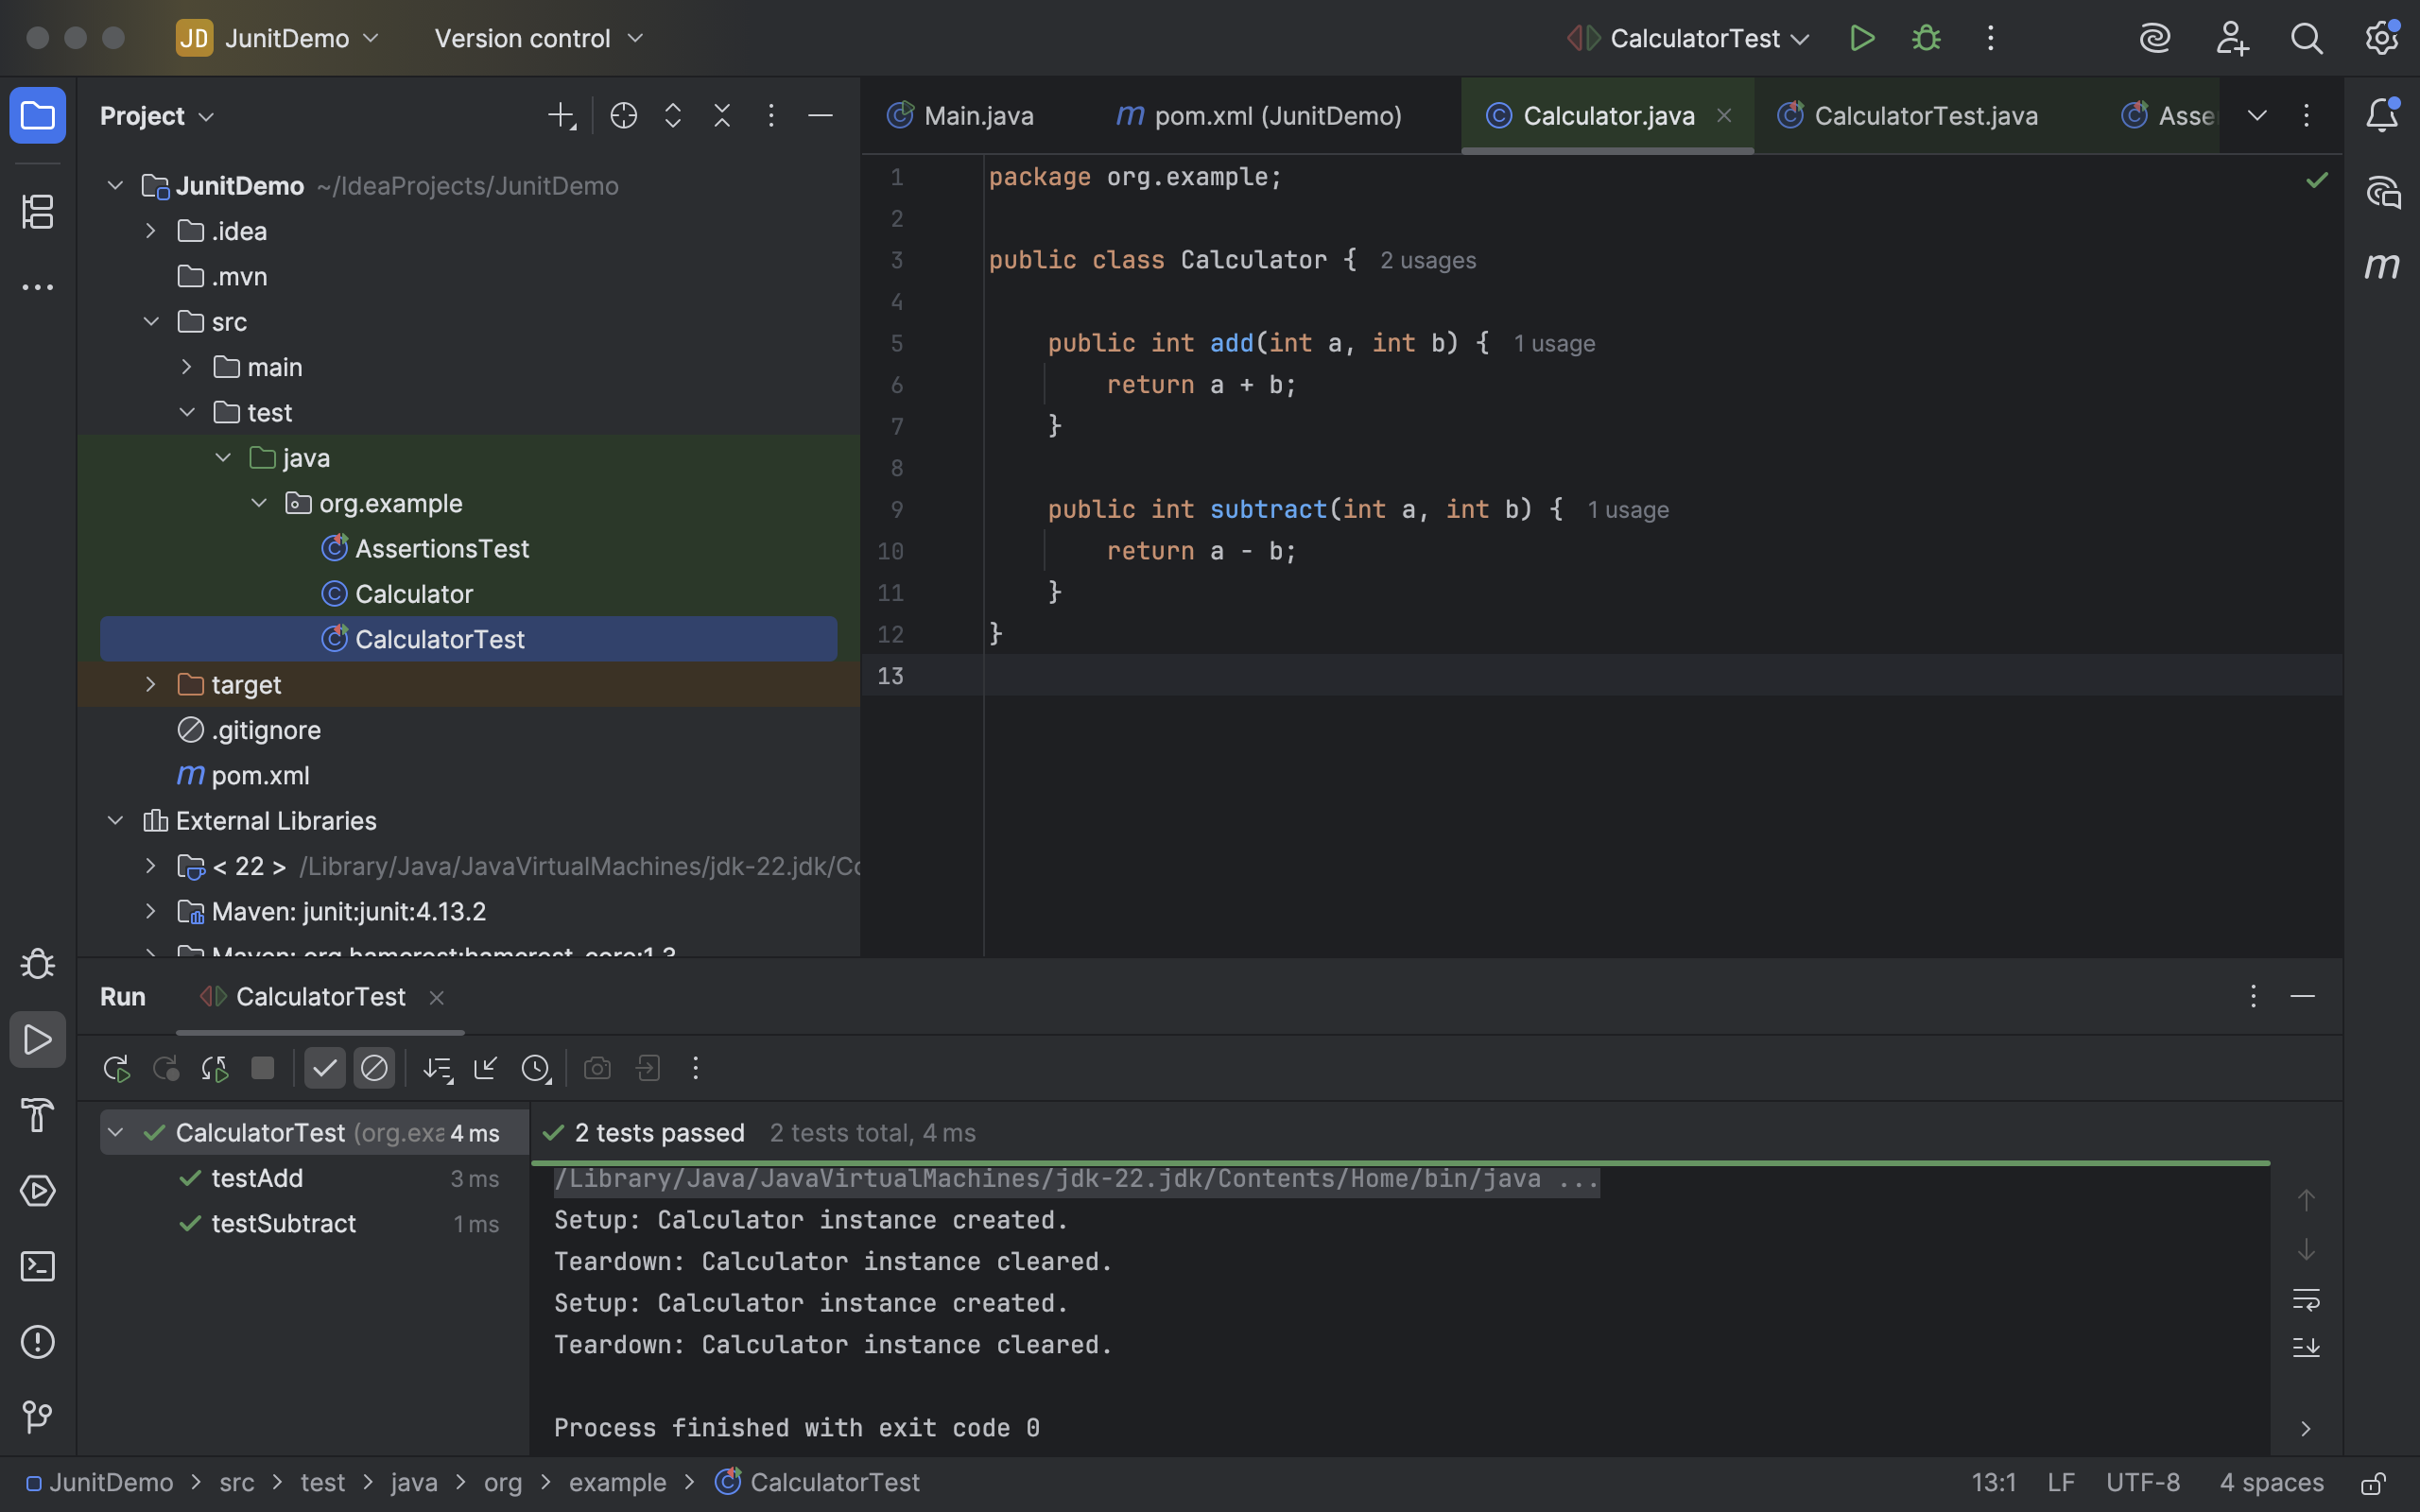 JD JunitDemo Version control CalculatorTest
Project
Main.java pom.xml (JunitDemo) Calculator.java CalculatorTest.java Asse
JunitDemo ~/IdeaProjects/JunitDemo
.idea
.mvn
src
main
test
java
org.example
AssertionsTest
Calculator
CalculatorTest
target
.gitignore
pom.xml
External Libraries
< 22 > /Library/Java/JavaVirtualMachines/jdk-22.jdk/Co
Maven: junit:junit:4.13.2
Maven: org.hamcrest:hamcrest-core:1.3
1 package org.example;
2
3 public class Calculator { 2 usages
4
5 public int add(int a, int b) { 1 usage
6 return a + b;
7 }
8
9 public int subtract(int a, int b) { 1 usage
10 return a - b;
11 }
12 }
13
Run CalculatorTest
CalculatorTest (org.exa 4 ms
testAdd 3 ms
testSubtract 1 ms
2 tests passed 2 tests total, 4 ms
/Library/Java/JavaVirtualMachines/jdk-22.jdk/Contents/Home/bin/java ...
Setup: Calculator instance created.
Teardown: Calculator instance cleared.
Setup: Calculator instance created.
Teardown: Calculator instance cleared.
Process finished with exit code 0
JunitDemo > src > test > java > org > example > CalculatorTest 13:1 LF UTF-8 4 spaces